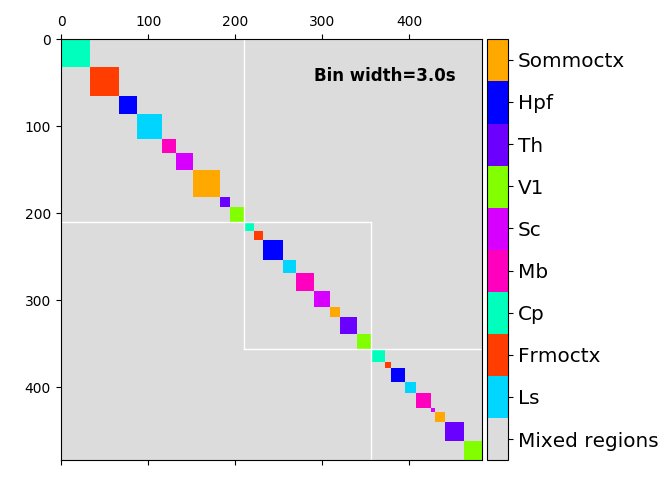 0 100 200 300 400
0
100
200
300
400
Bin width=3.0s
Sommoctx
Hpf
Th
V1
Sc
Mb
Cp
Frmoctx
Ls
Mixed regions